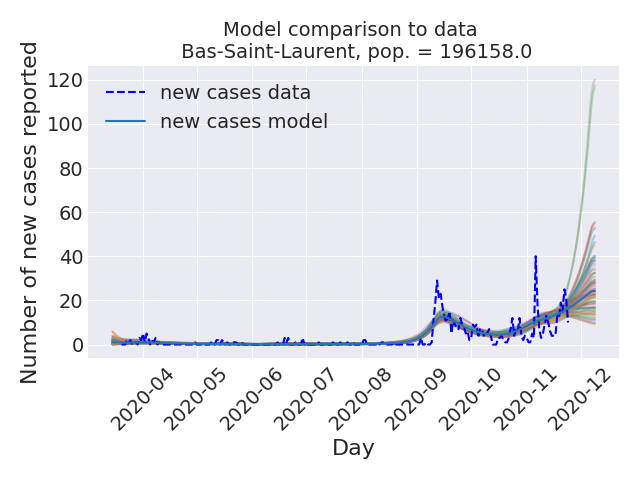 Model comparison to data
Bas-Saint-Laurent, pop. = 196158.0
Number of new cases reported
120
100
80
60
40
20
0
new cases data
new cases model
2020-04
2020-05
2020-06
2020-07
2020-08
2020-09
2020-10
2020-11
2020-12
Day